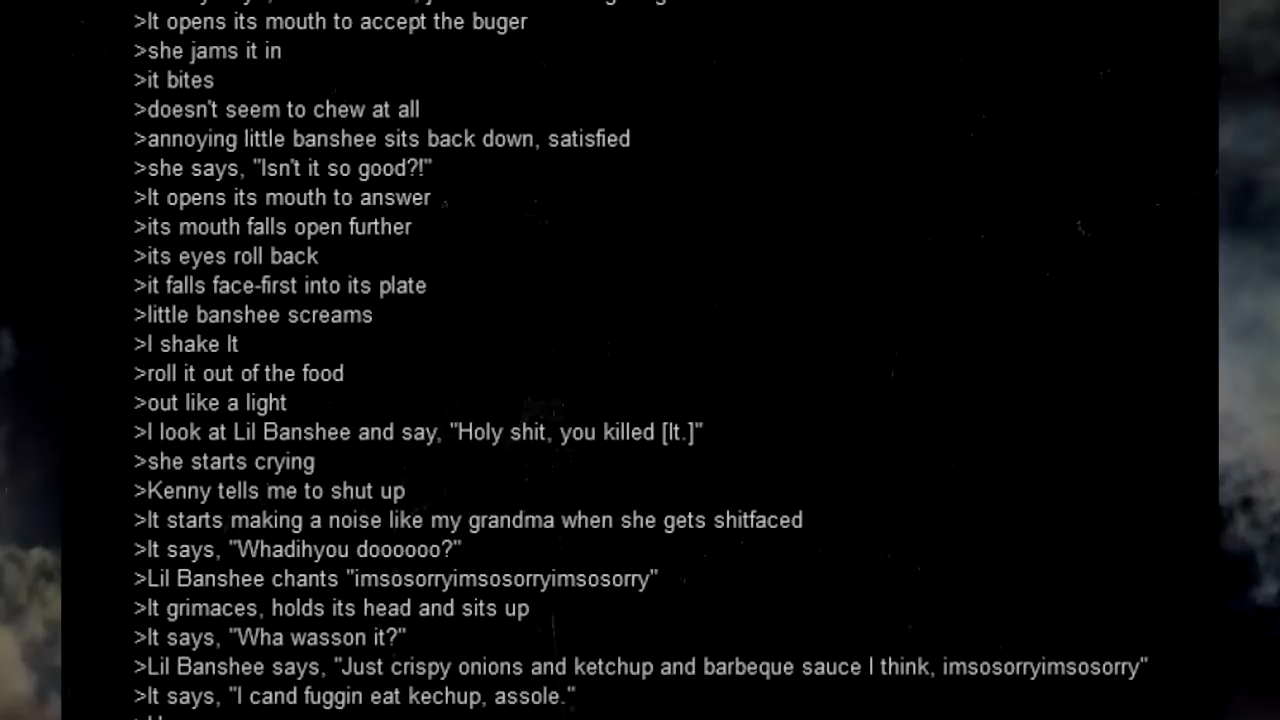 >It opens its mouth to accept the buger
>she jams it in
>it bites
>doesn't seem to chew at all
>annoying little banshee sits back down, satisfied
>she says, "Isn't it so good?!"
>It opens its mouth to answer
>its mouth falls open further
>its eyes roll back
>it falls face-first into its plate
>little banshee screams
>I shake It
>roll it out of the food
>out like a light
>I look at Lil Banshee and say, "Holy shit, you killed [It.]"
>she starts crying
>Kenny tells me to shut up
>It starts making a noise like my grandma when she gets shitfaced
>It says, "Whadihyou doooooo?"
>Lil Banshee chants "imsosorryimsosorryimsosorry"
>It grimaces, holds its head and sits up
>It says, "Wha wasson it?"
>Lil Banshee says, "Just crispy onions and ketchup and barbeque sauce I think, imsosorryimsosorry"
>It says, "I cand fuggin eat kechup, assole."